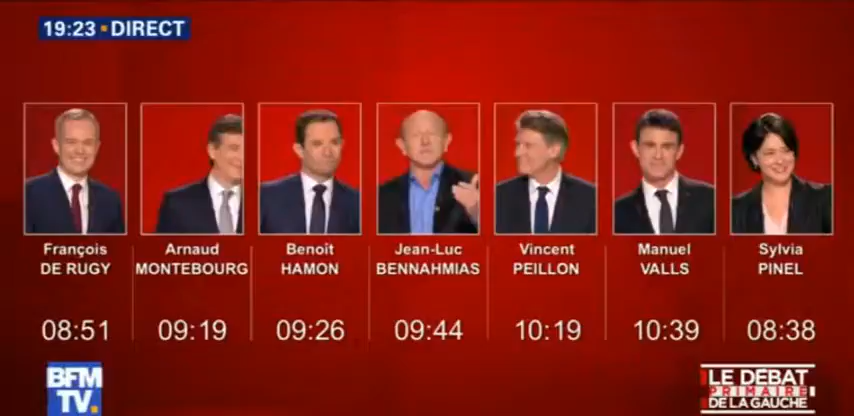 19:23 DIRECT
François
DE RUGY
Arnaud
MONTEBOURG
Benoit
HAMON
Jean-Luc
BENNAHMIAS
Vincent
PEILLON
Manuel
VALLS
Sylvia
PINEL
08:51
09:19
09:26
09:44
10:19
10:39
08:38
BFM
TV.
LE DÉBAT
PRIMAIRE
DE LA GAUCHE